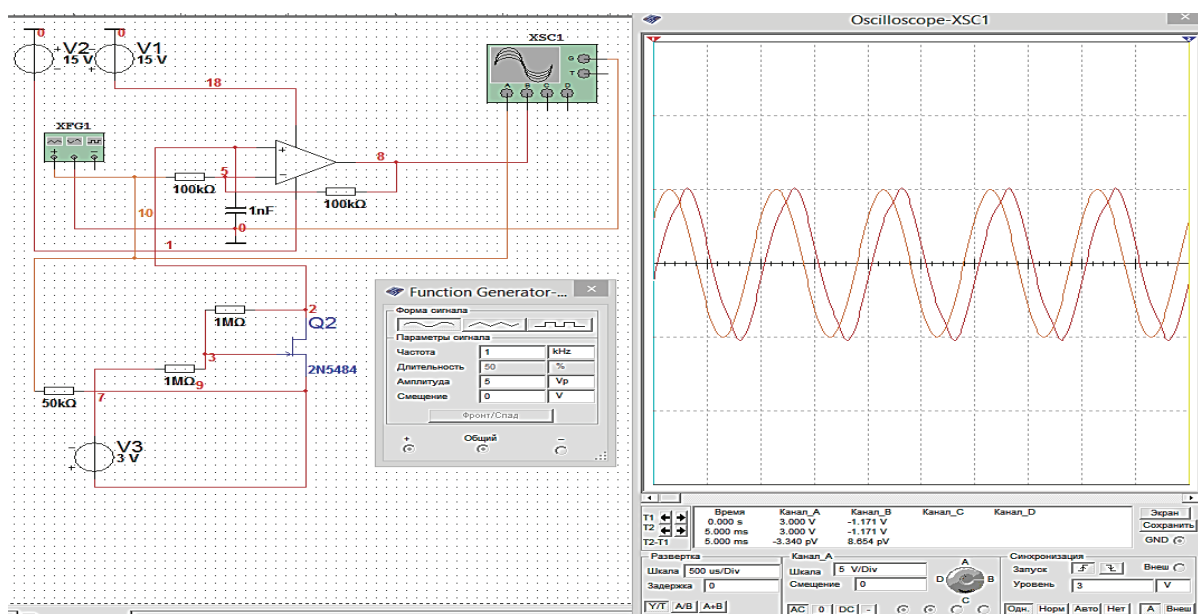 0
0
V2
V1
+
-
15 V
-
+
15 V
18
XSC1
G
T
A B C D
XFG1
+ -
5
100kΩ
8
100kΩ
1nF
10
0
1
1MΩ
2
Q2
3
2N5484
1MΩ
9
50kΩ
7
V3
-
+
3 V
Function Generator-...
Форма сигнала
Параметры сигнала
Частота 1 kHz
Длительность 50 %
Амплитуда 5 Vp
Смещение 0 V
Фронт/Спад
+ Общий -
Oscilloscope-XSC1
Время Канал_A Канал_B Канал_C Канал_D
T1 0.000 s 3.000 V -1.171 V
T2 5.000 ms 3.000 V -1.171 V
T2-T1 5.000 ms -3.340 pV 8.654 pV
Экран
Сохранить
GND
Развертка
Шкала 500 us/Div
Задержка 0
Y/T A/B A+B
Канал_A
Шкала 5 V/Div
Смещение 0
AC 0 DC -
A
D B
C
Синхронизация
Запуск Внеш
Уровень 3 V
Одн. Норм Авто Нет A Внеш